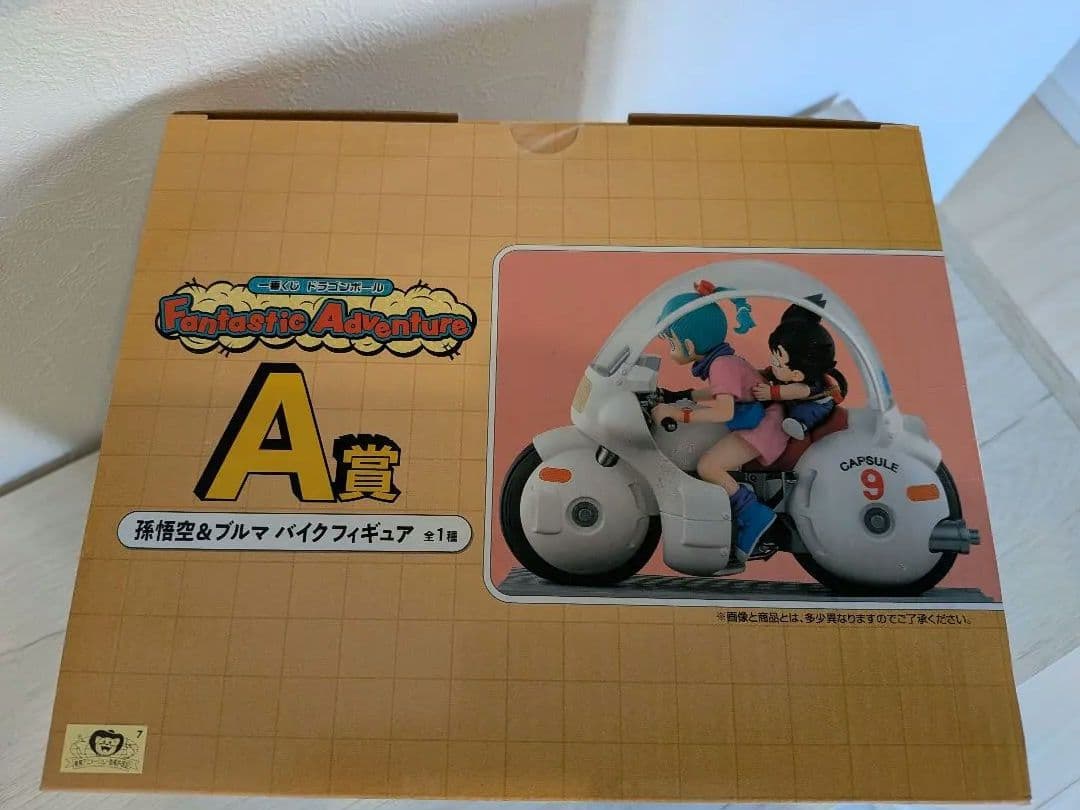 一番くじ ドラゴンボール
Fantastic Adventure
A賞
孫悟空&ブルマ バイクフィギュア 全1種
CAPSULE
9
※画像と商品とは、多少異なりますのでご了承ください。
7